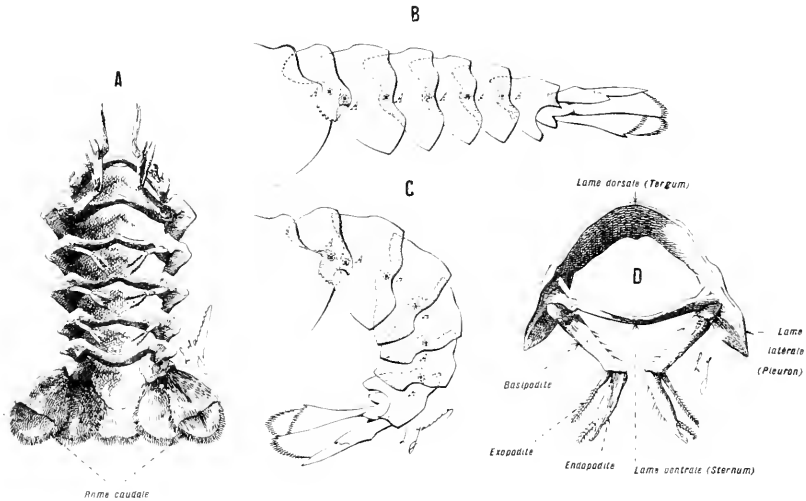 B
A
C
Lame dorsale (Tergum)
D
Lame
latérale
(Pleuron)
Basipodite
Exopodite
Endopodite
Lame ventrale (Sternum)
Rame caudale